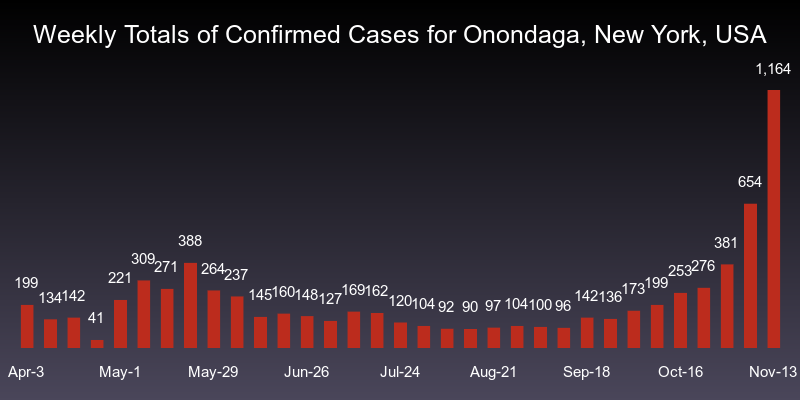 Weekly Totals of Confirmed Cases for Onondaga, New York, USA
199 134 142 41 221 309 271 388 264 237 145 160 148 127 169 162 120 104 92 90 97 104 100 96 142 136 173 199 253 276 381 654 1,164
Apr-3 May-1 May-29 Jun-26 Jul-24 Aug-21 Sep-18 Oct-16 Nov-13